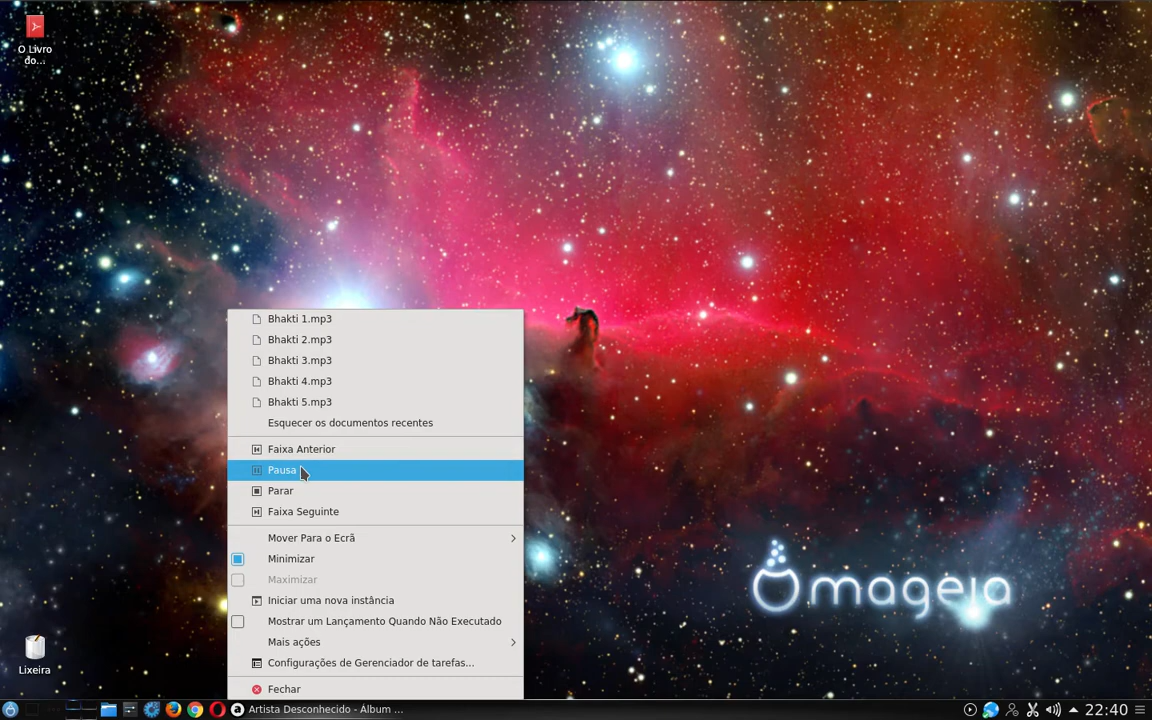 O Livro
do...
Bhakti 1.mp3
Bhakti 2.mp3
Bhakti 3.mp3
Bhakti 4.mp3
Bhakti 5.mp3
Esquecer os documentos recentes
Faixa Anterior
Pausa
Parar
Faixa Seguinte
Mover Para o Ecrã
Minimizar
Maximizar
Iniciar uma nova instância
Mostrar um Lançamento Quando Não Executado
Mais ações
Configurações de Gerenciador de tarefas...
Fechar
mageia
Lixeira
Artista Desconhecido - Álbum ...
22:40